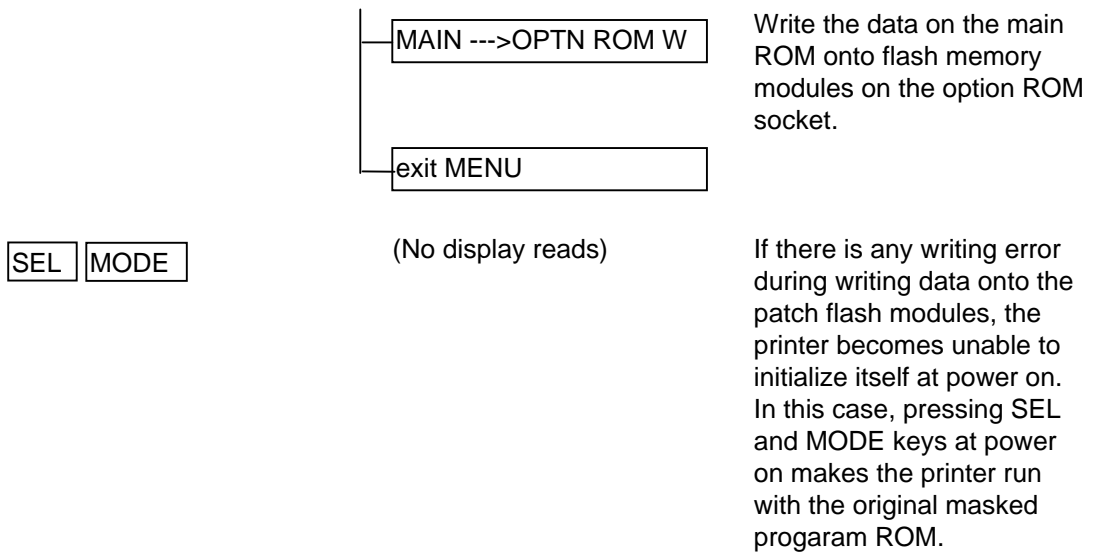 MAIN --->OPTN ROM W
Write the data on the main
ROM onto flash memory
modules on the option ROM
socket.
exit MENU
SEL MODE
(No display reads)
If there is any writing error
during writing data onto the
patch flash modules, the
printer becomes unable to
initialize itself at power on.
In this case, pressing SEL
and MODE keys at power
on makes the printer run
with the original masked
progaram ROM.